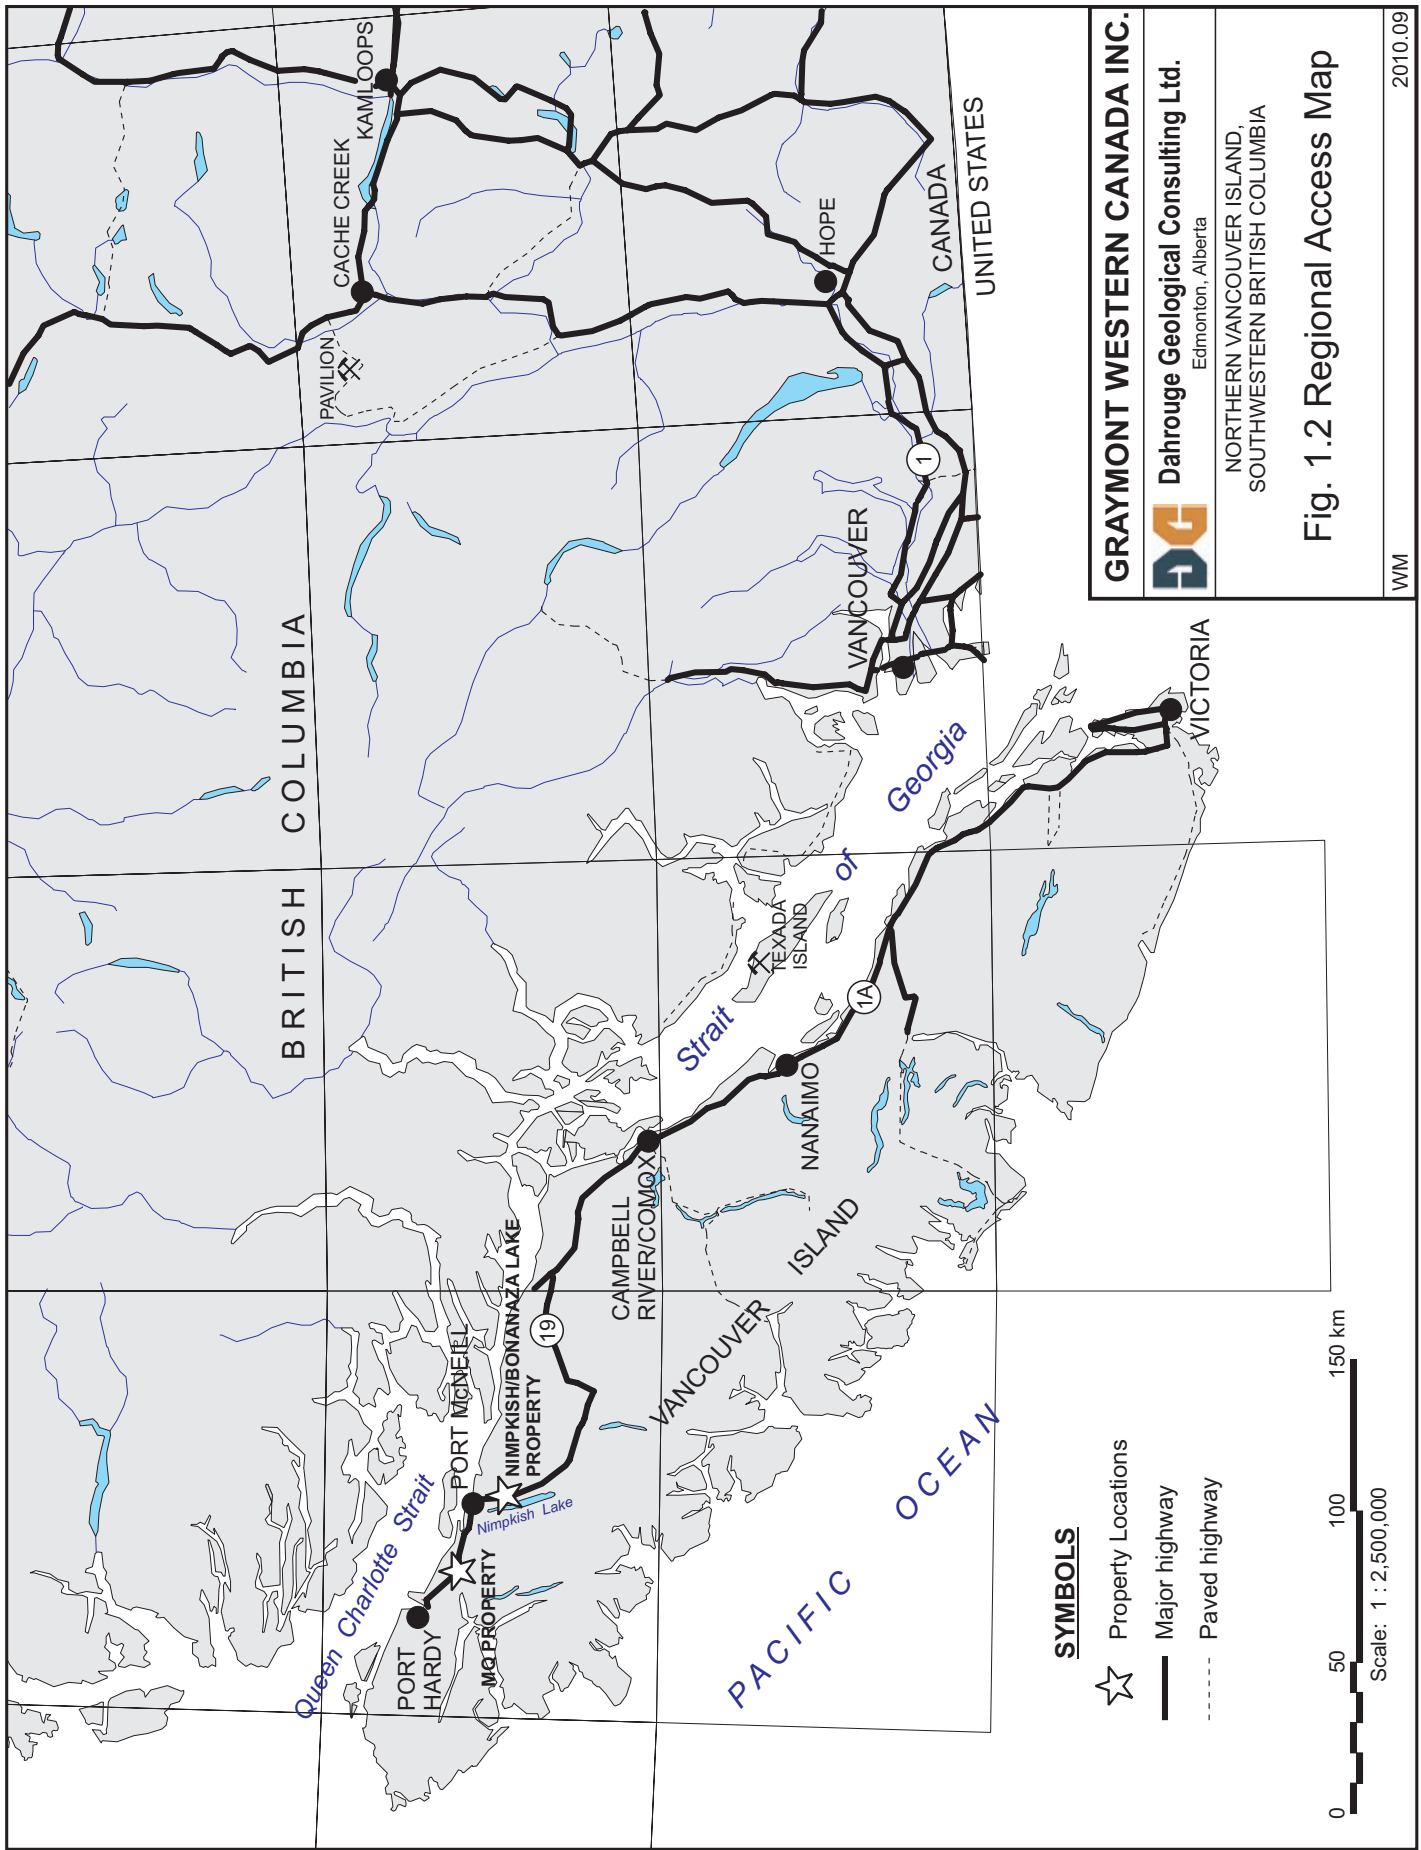 BRITISH COLUMBIA
Queen Charlotte Strait
PORT
HARDY
MQ PROPERTY
PORT McNEILL
Nimpkish Lake
NIMPKISH/BONANAZA LAKE
PROPERTY
19
CAMPBELL
RIVER/COMOX
VANCOUVER
ISLAND
NANAIMO
1A
Strait
of
Georgia
TEXADA
ISLAND
PACIFIC
OCEAN
VICTORIA
VANCOUVER
1
HOPE
PAVILION
CACHE CREEK
KAMLOOPS
CANADA
UNITED STATES
SYMBOLS
Property Locations
Major highway
Paved highway
0 50 100 150 km
Scale: 1 : 2,500,000
GRAYMONT WESTERN CANADA INC.
Dahrouge Geological Consulting Ltd.
Edmonton, Alberta
NORTHERN VANCOUVER ISLAND,
SOUTHWESTERN BRITISH COLUMBIA
Fig. 1.2 Regional Access Map
WM 2010.09